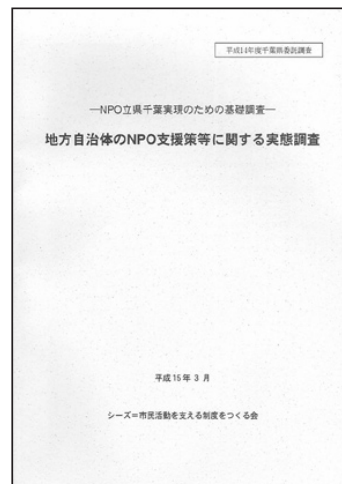 平成14年度千葉県委託調査
―NPO立県千葉実現のための基礎調査―
地方自治体のNPO支援策等に関する実態調査
平成15年3月
シーズ=市民活動を支える制度をつくる会